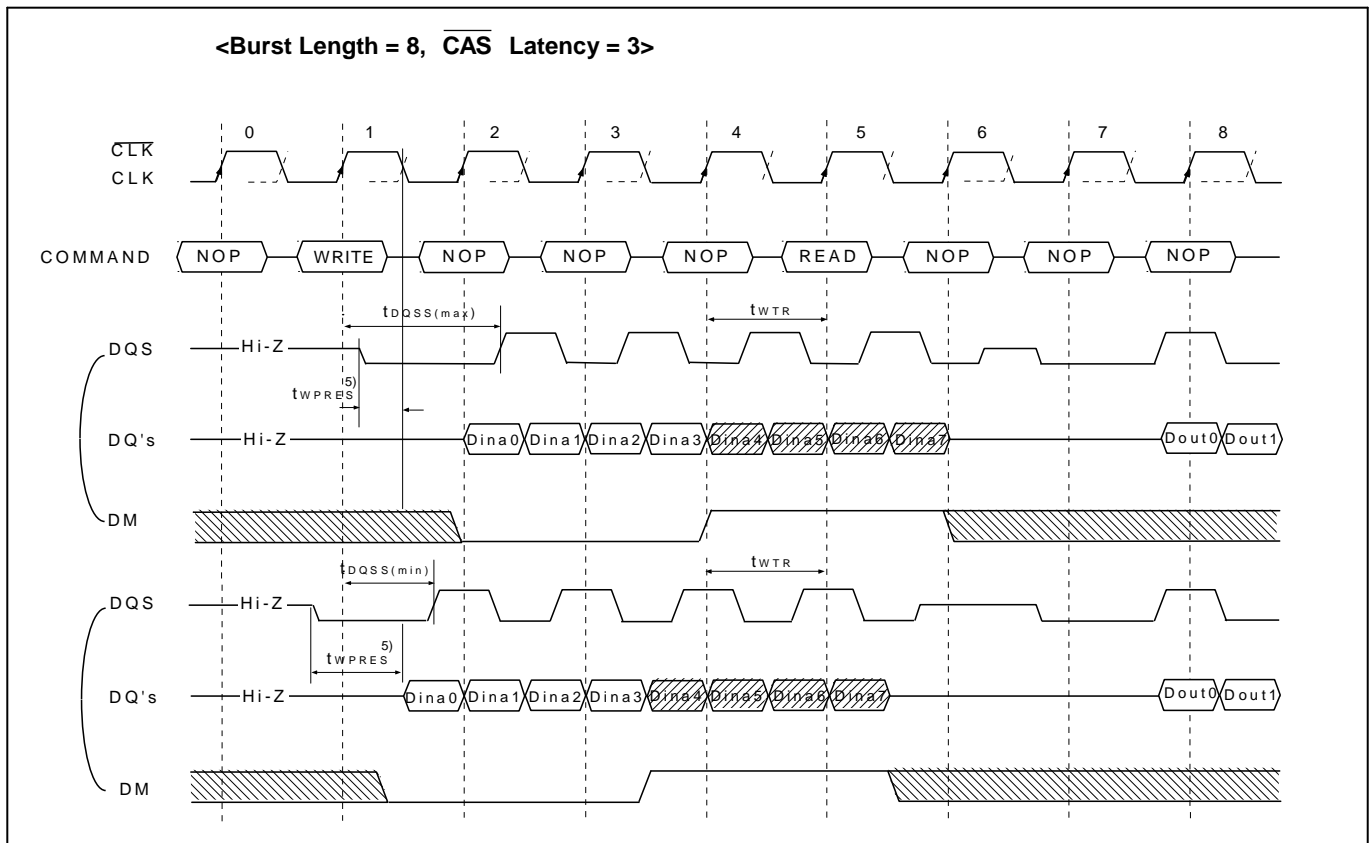 <Burst Length = 8, CAS Latency = 3>
0 1 2 3 4 5 6 7 8
CLK
CLK
COMMAND NOP WRITE NOP NOP NOP READ NOP NOP NOP
tDQSS(max) tWTR
DQS Hi-Z
tWPRES 5)
DQ's Hi-Z Dina0 Dina1 Dina2 Dina3 Dina4 Dina5 Dina6 Dina7 Dout0 Dout1
DM
tDQSS(min) tWTR
DQS Hi-Z
tWPRES 5)
DQ's Hi-Z Dina0 Dina1 Dina2 Dina3 Dina4 Dina5 Dina6 Dina7 Dout0 Dout1
DM